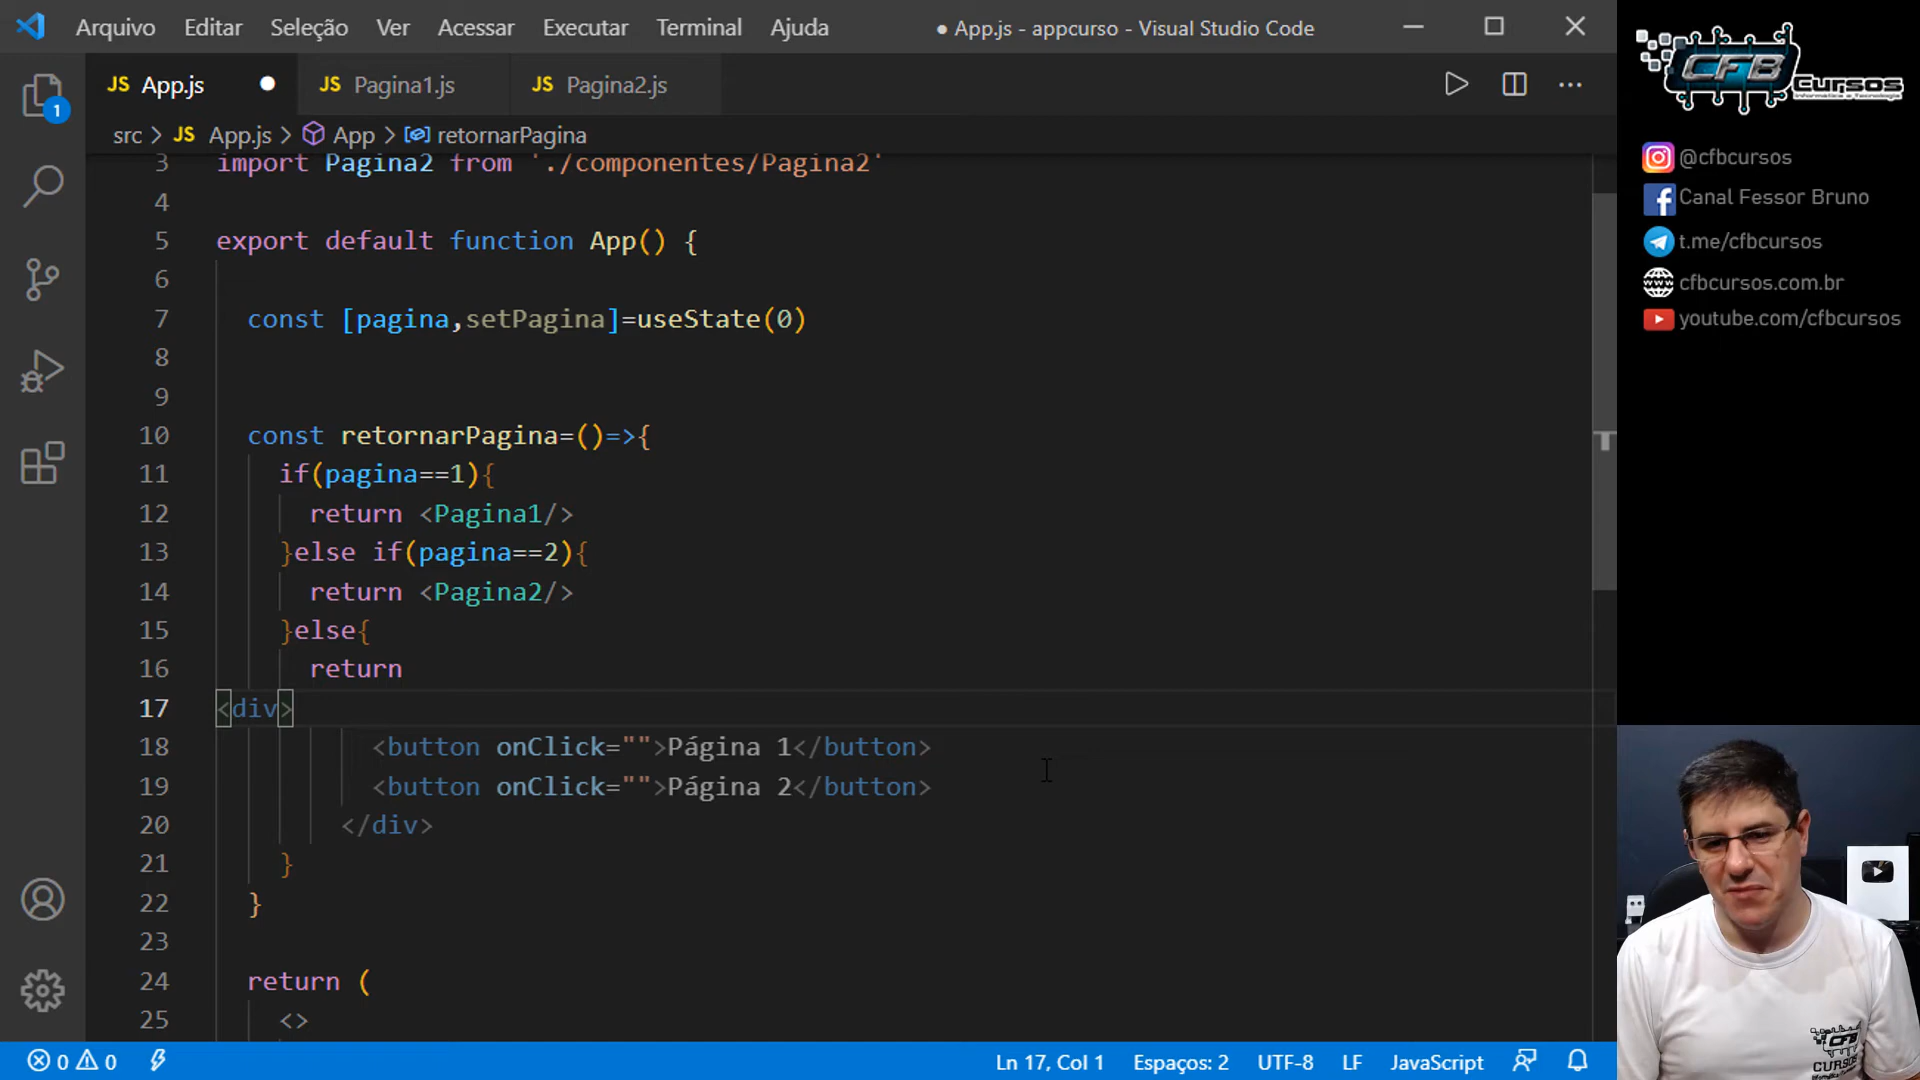 Arquivo Editar Seleção Ver Acessar Executar Terminal Ajuda
● App.js - appcurso - Visual Studio Code
JS App.js ●
JS Pagina1.js
JS Pagina2.js
1
src > JS App.js > App > retornarPagina
3 import Pagina2 from './componentes/Pagina2'
4
5 export default function App() {
6
7 const [pagina,setPagina]=useState(0)
8
9
10 const retornarPagina=()=>{
11 if(pagina==1){
12 return <Pagina1/>
13 }else if(pagina==2){
14 return <Pagina2/>
15 }else{
16 return
17 <div>
18 <button onClick="">Página 1</button>
19 <button onClick="">Página 2</button>
20 </div>
21 }
22 }
23
24 return (
25 <>
0 0
Ln 17, Col 1 Espaços: 2 UTF-8 LF JavaScript
CFB Cursos
@cfbcursos
Canal Fessor Bruno
t.me/cfbcursos
cfbcursos.com.br
youtube.com/cfbcursos
CFB
CURSOS